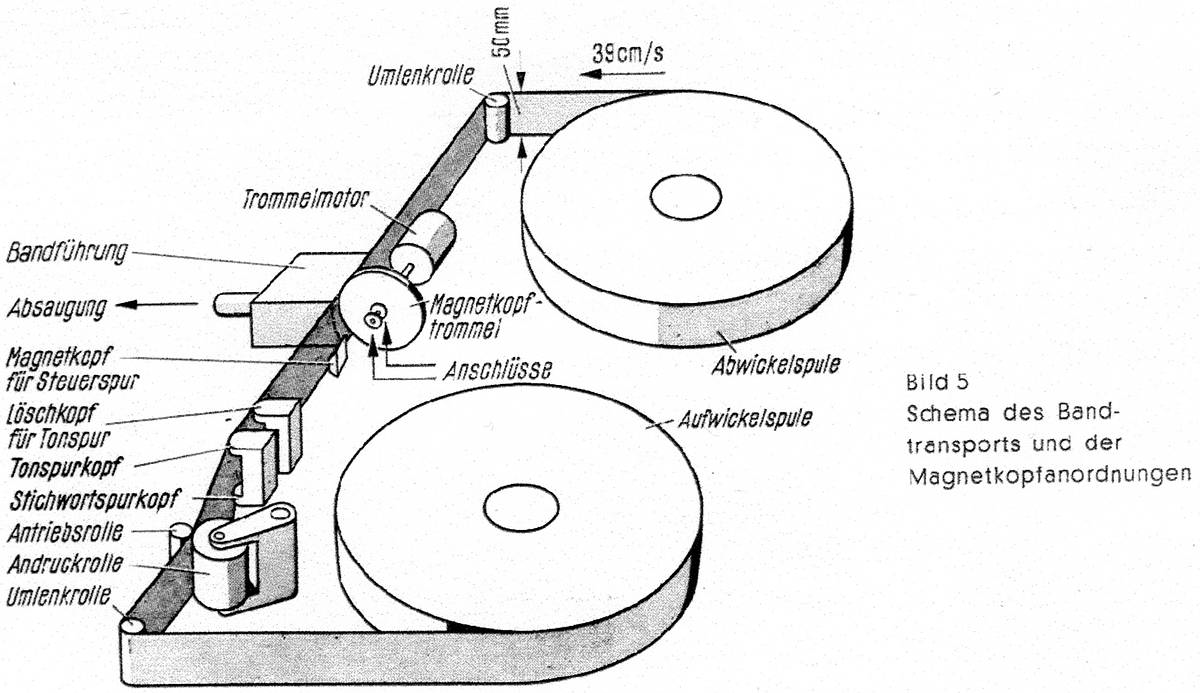 50mm
39cm/s
Umlenkrolle
Trommelmotor
Bandführung
Absaugung
Magnetkopf-
trommel
Magnetkopf
für Steuerspur
Anschlüsse
Abwickelspule
Löschkopf
für Tonspur
Aufwickelspule
Tonspurkopf
Stichwortspurkopf
Antriebsrolle
Andruckrolle
Umlenkrolle
Bild 5
Schema des Band-
transports und der
Magnetkopfanordnungen